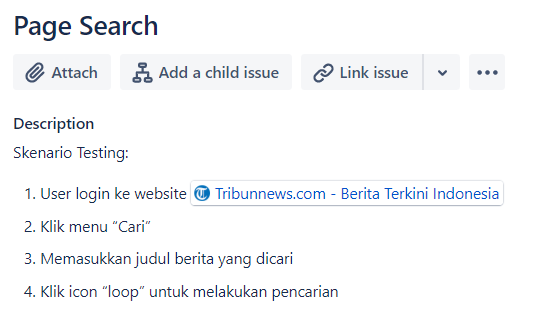 Page Search
Attach Add a child issue Link issue
Description
Skenario Testing:
1. User login ke website Tribunnews.com - Berita Terkini Indonesia
2. Klik menu “Cari”
3. Memasukkan judul berita yang dicari
4. Klik icon “loop” untuk melakukan pencarian